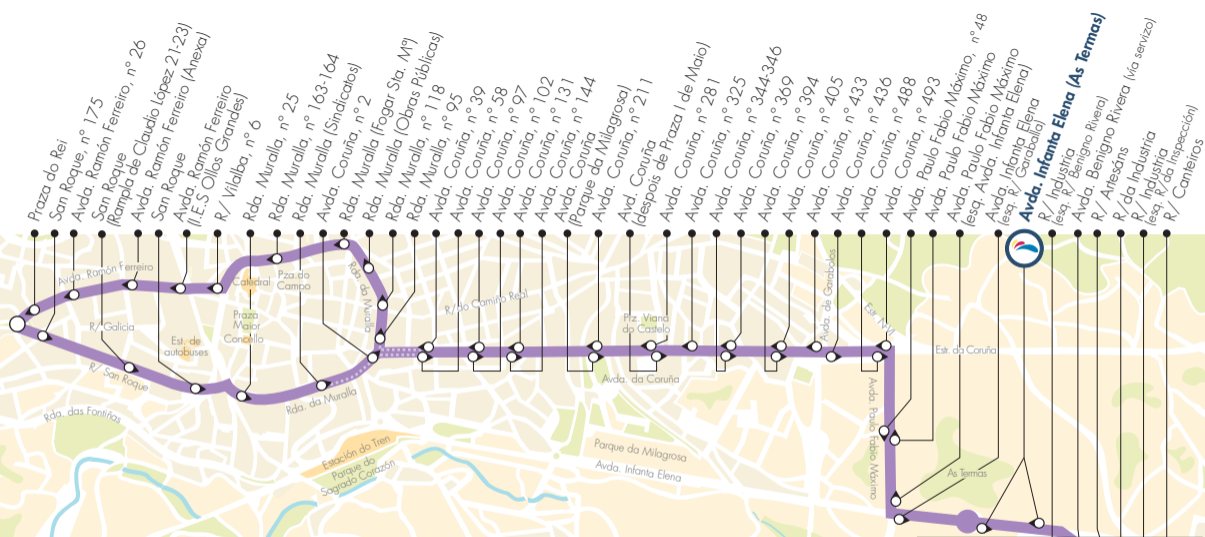 Praza do Rei
San Roque, nº 175
Avda. Ramón Ferreiro, nº 26
San Roque
(Rampla de Claudio López 21-23)
Avda. Ramón Ferreiro (Anexa)
San Roque
Avda. Ramón Ferreiro
(I.E.S Ollos Grandes)
R/ Vilalba, nº 6
Rda. Muralla, nº 25
Rda. Muralla, nº 163-164
Rda. Muralla (Sindicatos)
Avda. Coruña, nº 2
Rda. Muralla (Fogar Sta. Mª)
Rda. Muralla (Obras Públicas)
Rda. Muralla, nº 118
Rda. Muralla, nº 95
Avda. Coruña, nº 39
Avda. Coruña, nº 58
Avda. Coruña, nº 97
Avda. Coruña, nº 102
Avda. Coruña, nº 131
Avda. Coruña, nº 144
Avda. Coruña
(Parque da Milagrosa)
Avda. Coruña, nº 211
Avd. Coruña
(despois de Praza 1 de Maio)
Avda. Coruña, nº 281
Avda. Coruña, nº 325
Avda. Coruña, nº 344-346
Avda. Coruña, nº 369
Avda. Coruña, nº 394
Avda. Coruña, nº 405
Avda. Coruña, nº 433
Avda. Coruña, nº 436
Avda. Coruña, nº 488
Avda. Coruña, nº 493
Avda. Paulo Fabio Máximo, nº 48
Avda. Paulo Fabio Máximo
Avda. Paulo Fabio Máximo
(esq. Avda. Infanta Elena)
Avda. Infanta Elena
(esq. R/ Garaballa)
Avda. Infanta Elena (As Termas)
R/ Industria
(esq. R/ Benigno Rivera)
Avda. Benigno Rivera (vía servizo)
R/ Artesáns
R/ da Industria
R/ Industria
(esq. R/ da Inspección)
R/ Canteiros
Avda. Ramón Ferreiro
Catedral
Pza. do
Campo
Rda. da Muralla
R/ do Camiño Real
Prz. Viana
do Castelo
Avda. de Garabolos
Estr. N-VI
Estr. da Coruña
R/ Galicia
Praza
Maior
Concello
Est. de
autobuses
R/ San Roque
Rda. da Muralla
Avda. da Coruña
Avda. Paulo Fabio Máximo
Rda. das Fontiñas
Estación do Tren
Parque do
Sagrado Corazón
Parque da Milagrosa
Avda. Infanta Elena
As Termas